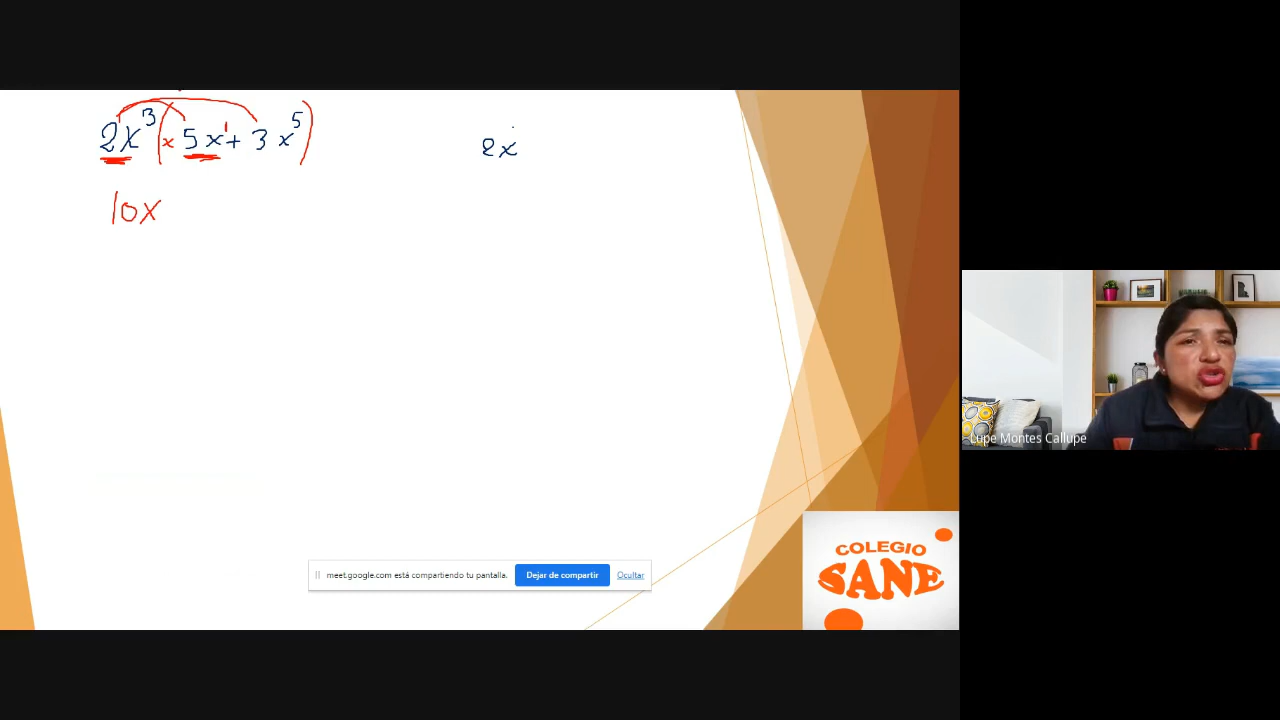 2x³(x 5x¹ + 3x⁵)
2x
10x
Lupe Montes Callupe
COLEGIO
SANE
meet.google.com está compartiendo tu pantalla. Dejar de compartir Ocultar